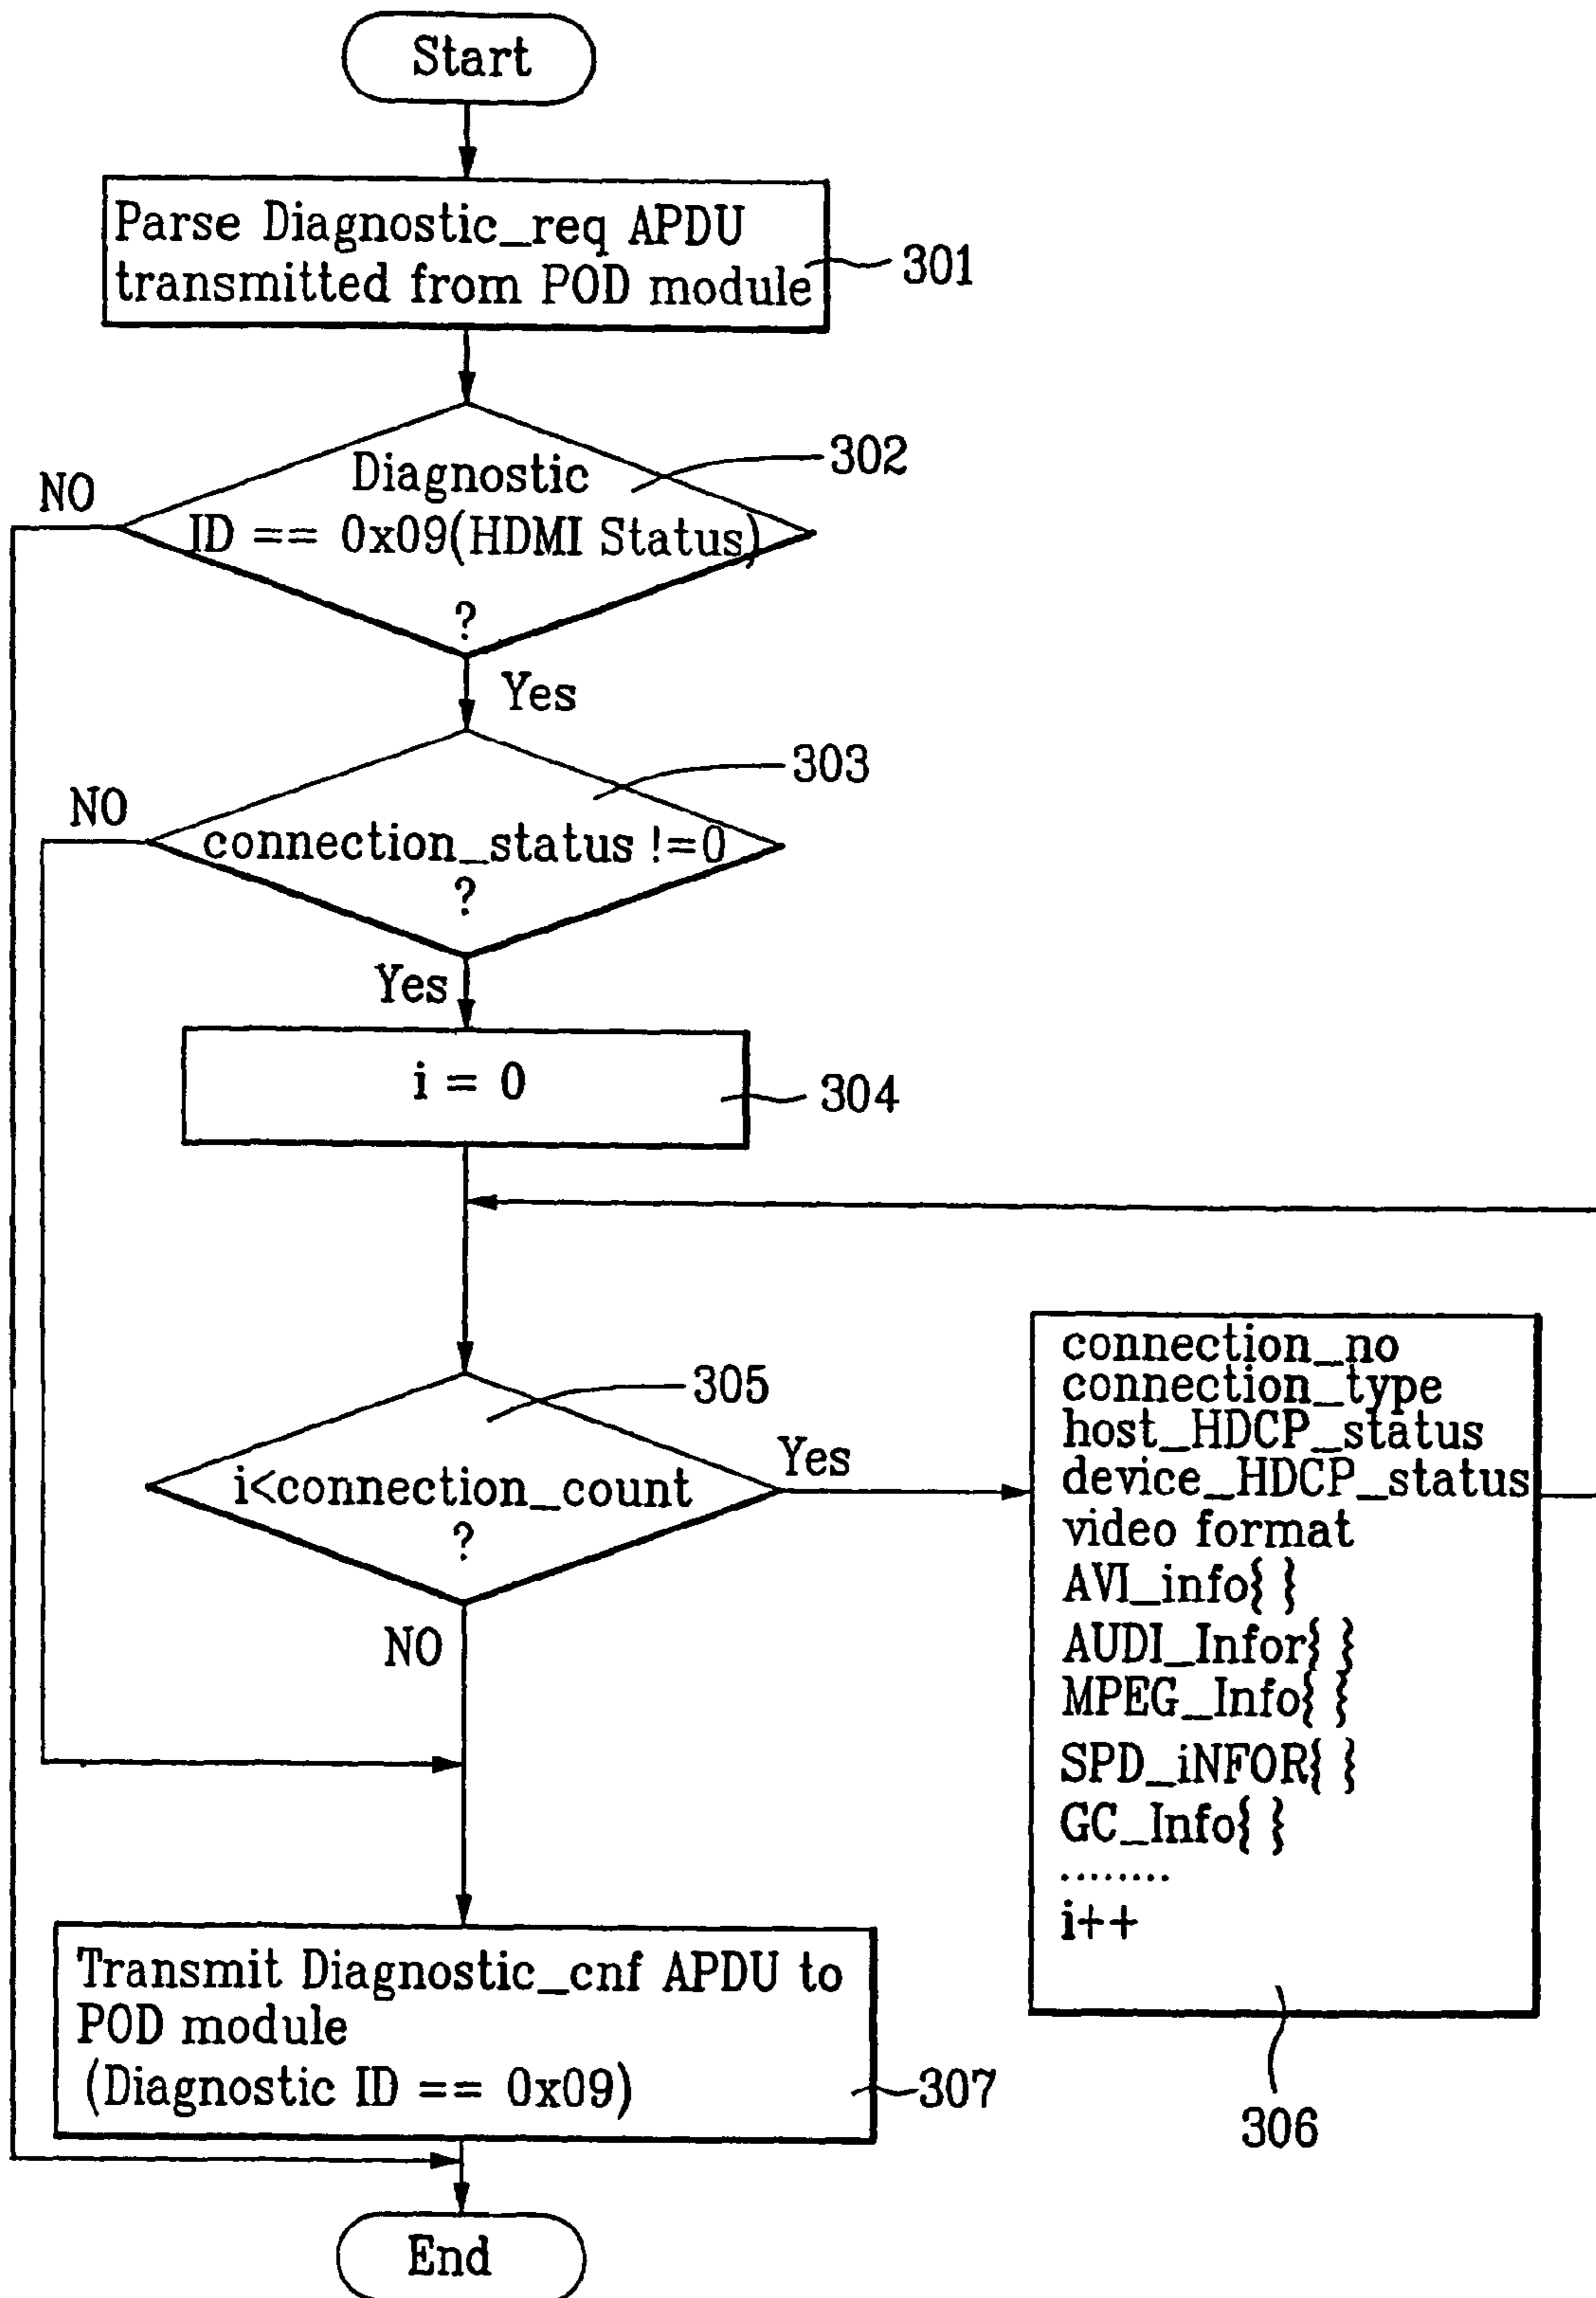 Start
Parse Diagnostic_req APDU
transmitted from POD module
301
302
NO
Diagnostic
ID == 0x09(HDMI Status)
?
Yes
303
NO
connection_status !=0
?
Yes
i = 0
304
305
i<connection_count
?
Yes
NO
connection_no
connection_type
host_HDCP_status
device_HDCP_status
video format
AVI_info{ }
AUDI_Infor{ }
MPEG_Info{ }
SPD_iNFOR{ }
GC_Info{ }
........
i++
306
Transmit Diagnostic_cnf APDU to
POD module
(Diagnostic ID == 0x09)
307
End